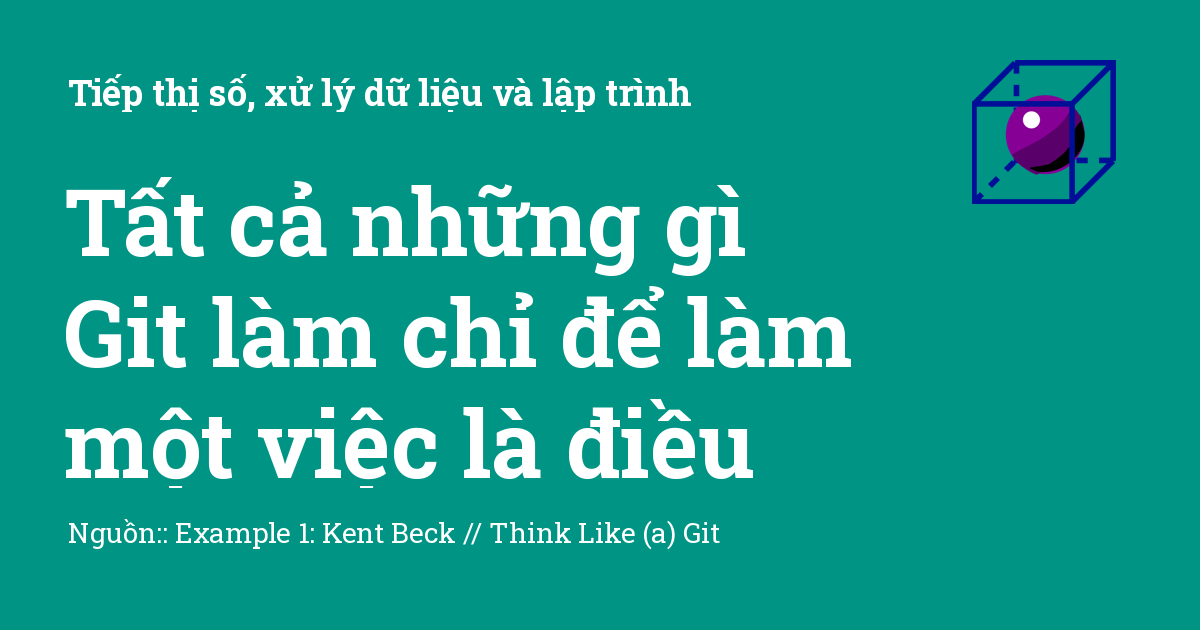 Tiếp thị số, xử lý dữ liệu và lập trình
Tất cả những gì
Git làm chỉ để làm
một việc là điều
Nguồn:: Example 1: Kent Beck // Think Like (a) Git